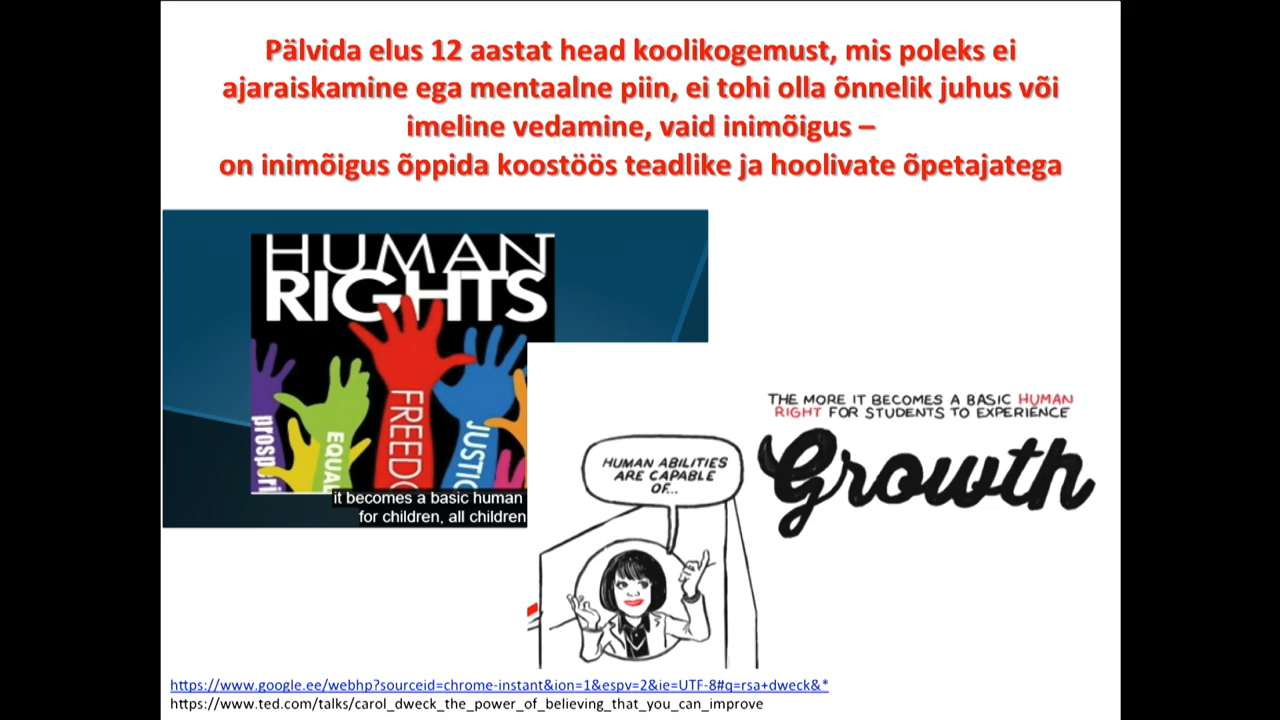 Pälvida elus 12 aastat head koolikogemust, mis poleks ei
ajaraiskamine ega mentaalne piin, ei tohi olla õnnelik juhus või
imeline vedamine, vaid inimõigus –
on inimõigus õppida koostöös teadlike ja hoolivate õpetajatega
HUMAN
RIGHTS
prosp ri
EQUA
FREEDO
JUSTIC
it becomes a basic human
for children, all children
THE MORE IT BECOMES A BASIC HUMAN
RIGHT FOR STUDENTS TO EXPERIENCE
Growth
HUMAN ABILITIES
ARE CAPABLE
OF...
https://www.google.ee/webhp?sourceid=chrome-instant&ion=1&espv=2&ie=UTF-8#q=rsa+dweck&*
https://www.ted.com/talks/carol_dweck_the_power_of_believing_that_you_can_improve